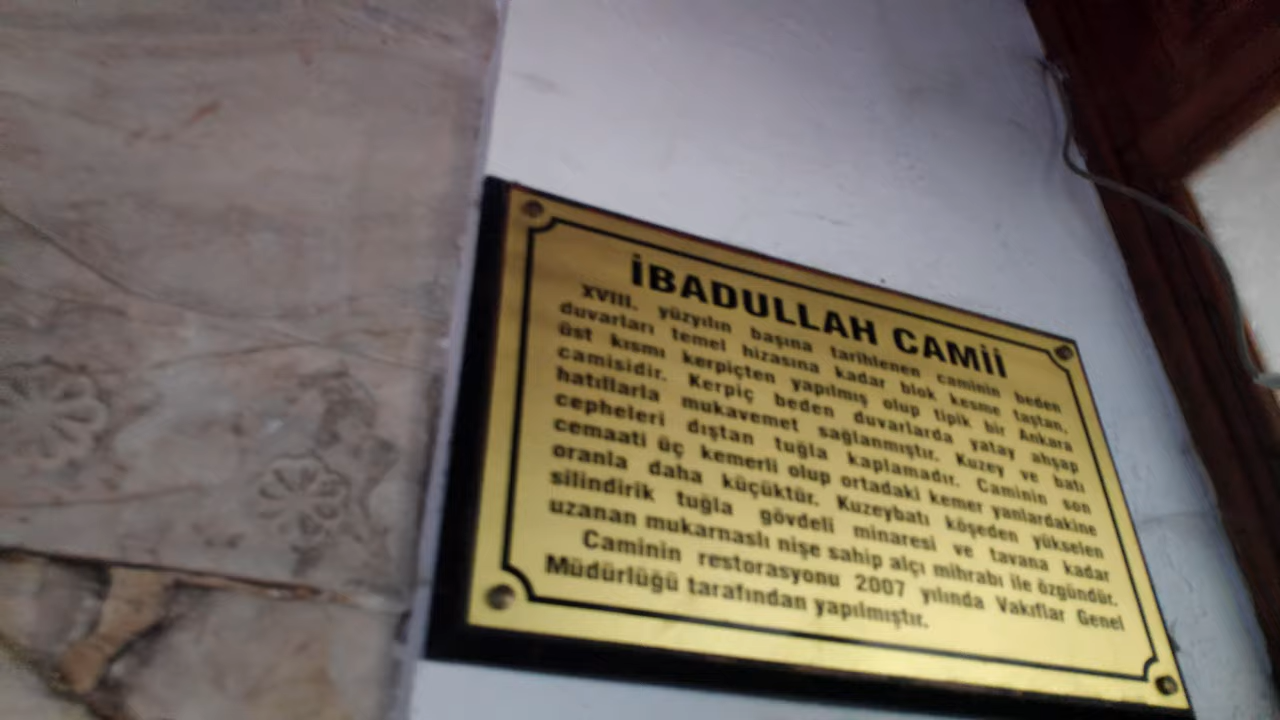 İBADULLAH CAMİİ
XVIII. yüzyılın başına tarihlenen caminin beden
duvarları temel hizasına kadar blok kesme taştan,
üst kısmı kerpiçten yapılmış olup tipik bir Ankara
camisidir. Kerpiç beden duvarlarda yatay ahşap
hatıllarla mukavemet sağlanmıştır. Kuzey ve batı
cepheleri dıştan tuğla kaplamadır. Caminin son
cemaati üç kemerli olup ortadaki kemer yanlardakine
oranla daha küçüktür. Kuzeybatı köşeden yükselen
silindirik tuğla gövdeli minaresi ve tavana kadar
uzanan mukarnaslı nişe sahip alçı mihrabı ile özgündür.
Caminin restorasyonu 2007 yılında Vakıflar Genel
Müdürlüğü tarafından yapılmıştır.